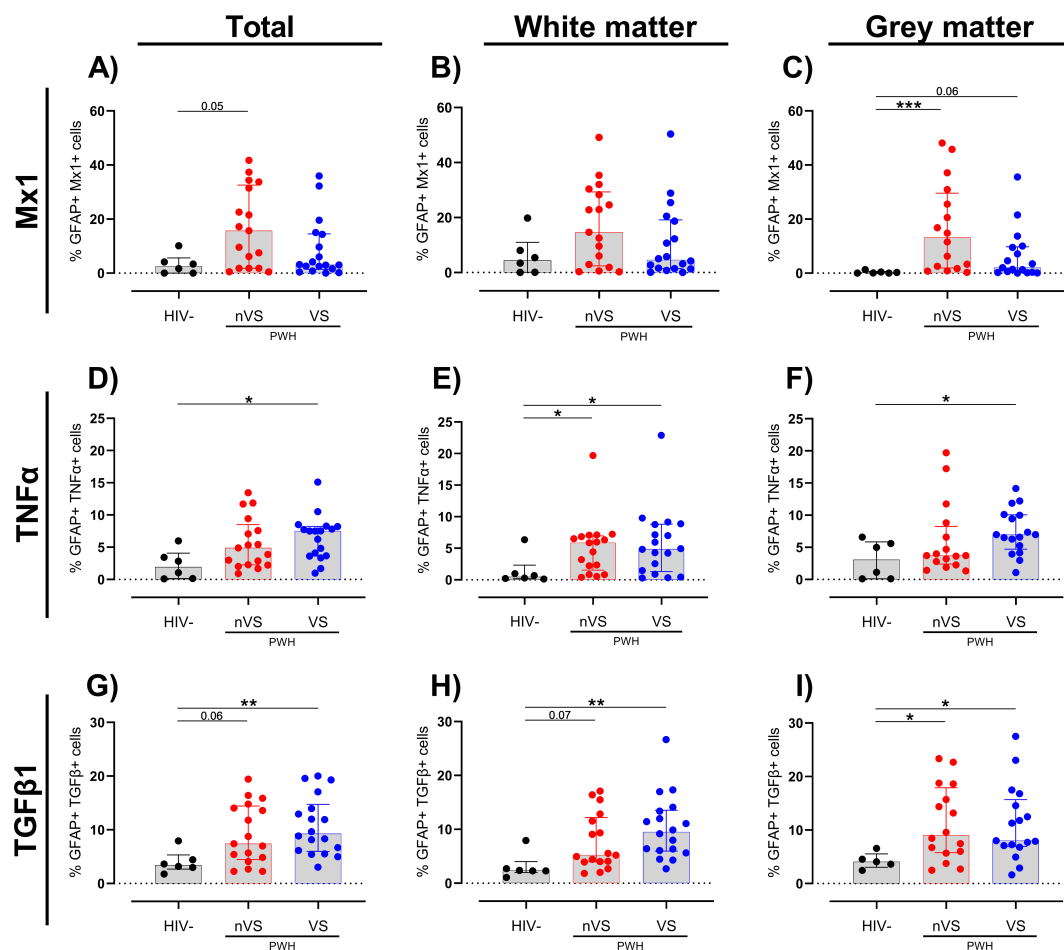 Total
White matter
Grey matter
Mx1
A)
% GFAP+ Mx1+ cells
60
40
20
0
0.05
HIV-
nVS
VS
PWH
B)
% GFAP+ Mx1+ cells
60
40
20
0
HIV-
nVS
VS
PWH
C)
% GFAP+ Mx1+ cells
60
40
20
0
0.06
***
HIV-
nVS
VS
PWH
TNFα
D)
% GFAP+ TNFα+ cells
25
20
15
10
5
0
*
HIV-
nVS
VS
PWH
E)
% GFAP+ TNFα+ cells
25
20
15
10
5
0
*
*
HIV-
nVS
VS
PWH
F)
% GFAP+ TNFα+ cells
25
20
15
10
5
0
*
HIV-
nVS
VS
PWH
TGFβ1
G)
% GFAP+ TGFβ+ cells
30
20
10
0
**
0.06
HIV-
nVS
VS
PWH
H)
% GFAP+ TGFβ+ cells
30
20
10
0
**
0.07
HIV-
nVS
VS
PWH
I)
% GFAP+ TGFβ+ cells
30
20
10
0
*
*
HIV-
nVS
VS
PWH